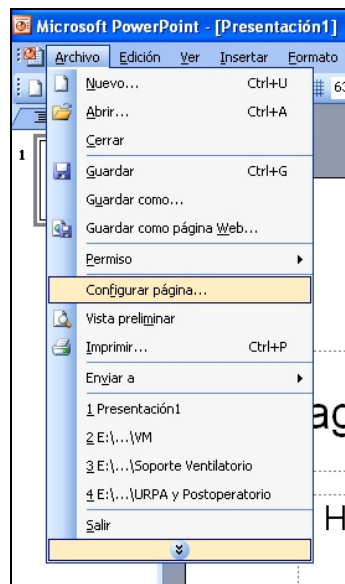 Microsoft PowerPoint - [Presentación1]
Archivo Edición Ver Insertar Formato
Nuevo... Ctrl+U
Abrir... Ctrl+A
Cerrar
1
Guardar Ctrl+G
Guardar como...
Guardar como página Web...
Permiso
Configurar página...
Vista preliminar
Imprimir... Ctrl+P
Enviar a
1 Presentación1
2 E:\...\VM
3 E:\...\Soporte Ventilatorio
4 E:\...\URPA y Postoperatorio
Salir
H